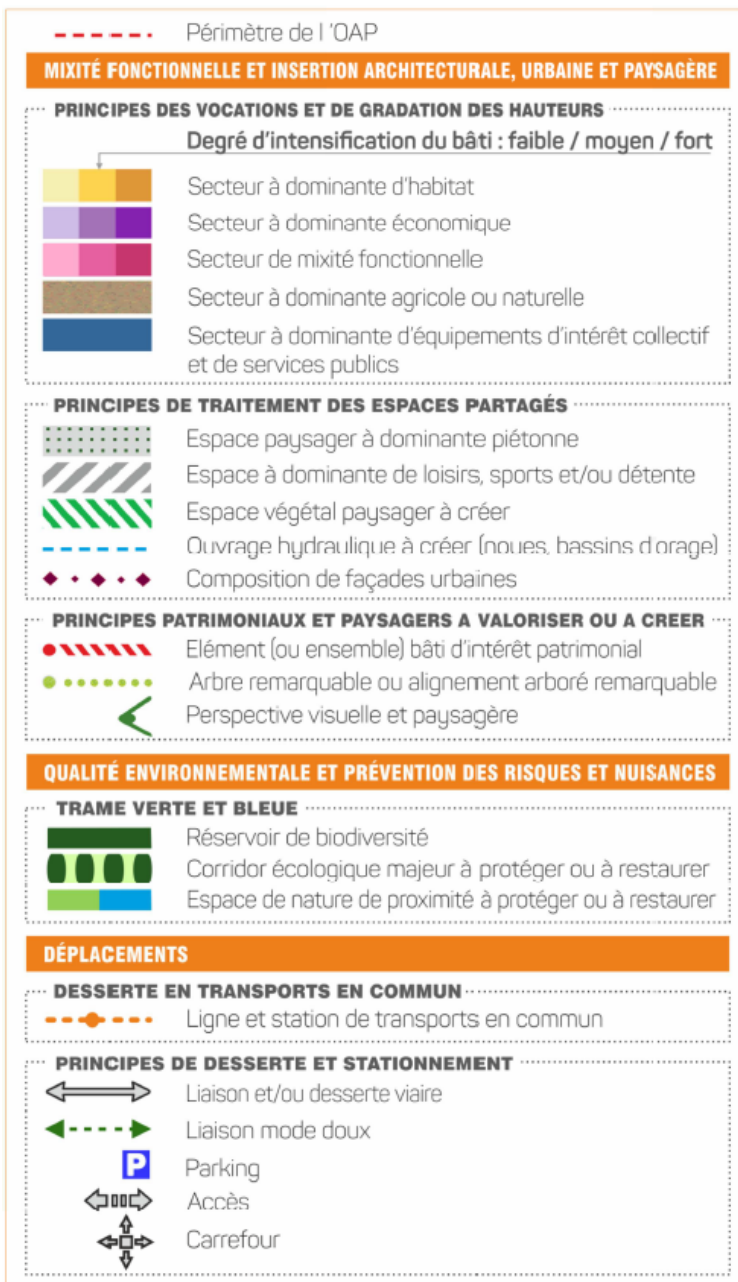 Périmètre de l 'OAP
MIXITÉ FONCTIONNELLE ET INSERTION ARCHITECTURALE, URBAINE ET PAYSAGÈRE
PRINCIPES DES VOCATIONS ET DE GRADATION DES HAUTEURS
Degré d'intensification du bâti : faible / moyen / fort
Secteur à dominante d'habitat
Secteur à dominante économique
Secteur de mixité fonctionnelle
Secteur à dominante agricole ou naturelle
Secteur à dominante d'équipements d'intérêt collectif
et de services publics
PRINCIPES DE TRAITEMENT DES ESPACES PARTAGÉS
Espace paysager à dominante piétonne
Espace à dominante de loisirs, sports et/ou détente
Espace végétal paysager à créer
Ouvrage hydraulique à créer (noues, bassins d'orage)
Composition de façades urbaines
PRINCIPES PATRIMONIAUX ET PAYSAGERS A VALORISER OU A CREER
Elément (ou ensemble) bâti d'intérêt patrimonial
Arbre remarquable ou alignement arboré remarquable
Perspective visuelle et paysagère
QUALITÉ ENVIRONNEMENTALE ET PRÉVENTION DES RISQUES ET NUISANCES
TRAME VERTE ET BLEUE
Réservoir de biodiversité
Corridor écologique majeur à protéger ou à restaurer
Espace de nature de proximité à protéger ou à restaurer
DÉPLACEMENTS
DESSERTE EN TRANSPORTS EN COMMUN
Ligne et station de transports en commun
PRINCIPES DE DESSERTE ET STATIONNEMENT
Liaison et/ou desserte viaire
Liaison mode doux
P Parking
Accès
Carrefour